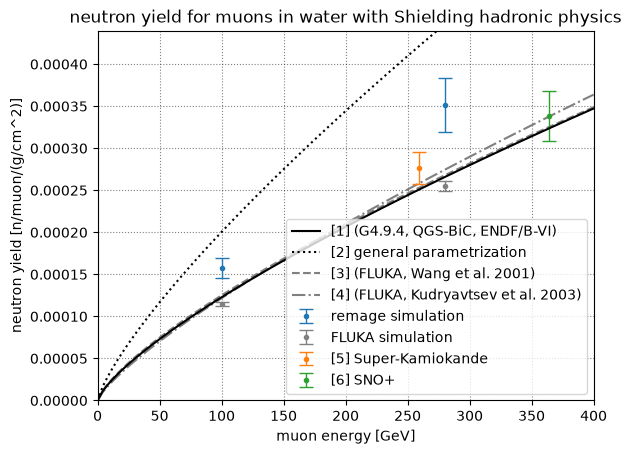 neutron yield for muons in water with Shielding hadronic physics
neutron yield [n/muon/(g/cm^2))]
0.00040
0.00035
0.00030
0.00025
0.00020
0.00015
0.00010
0.00005
0.00000
[1] (G4.9.4, QGS-BiC, ENDF/B-VI)
[2] general parametrization
[3] (FLUKA, Wang et al. 2001)
[4] (FLUKA, Kudryavtsev et al. 2003)
remage simulation
FLUKA simulation
[5] Super-Kamiokande
[6] SNO+
0 50 100 150 200 250 300 350 400
muon energy [GeV]